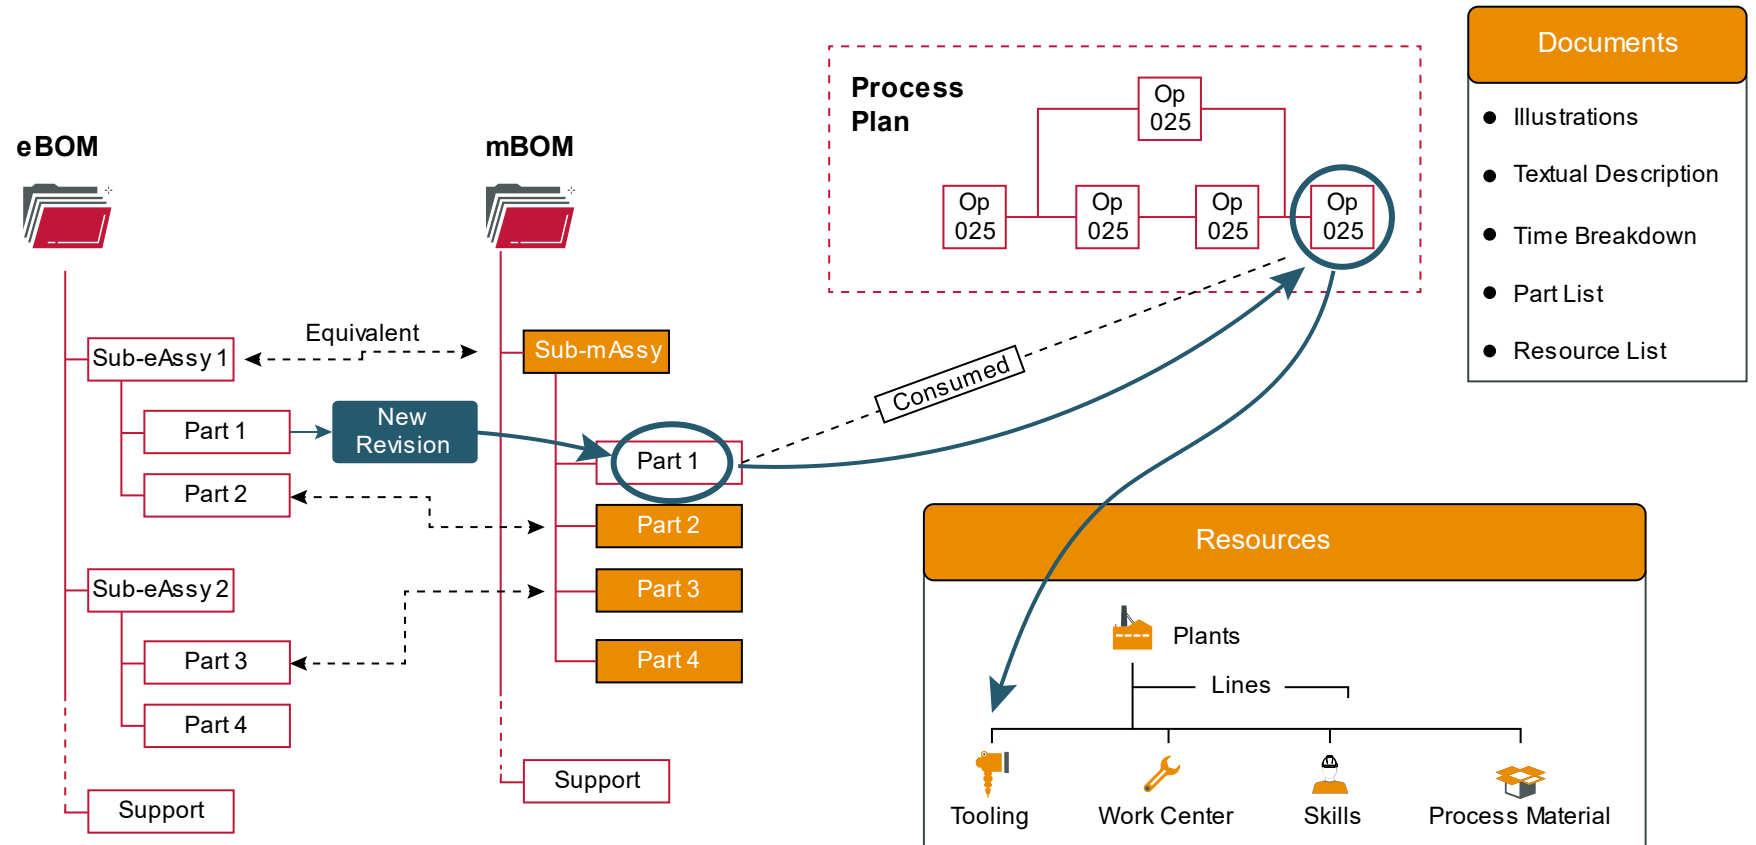 eBOM
Sub-eAssy 1
Part 1
Part 2
Sub-eAssy 2
Part 3
Part 4
Support
Equivalent
New
Revision
mBOM
Sub-mAssy
Part 1
Part 2
Part 3
Part 4
Support
Consumed
Process
Plan
Op
025
Op
025
Op
025
Op
025
Op
025
Documents
● Illustrations
● Textual Description
● Time Breakdown
● Part List
● Resource List
Resources
Plants
Lines
Tooling
Work Center
Skills
Process Material